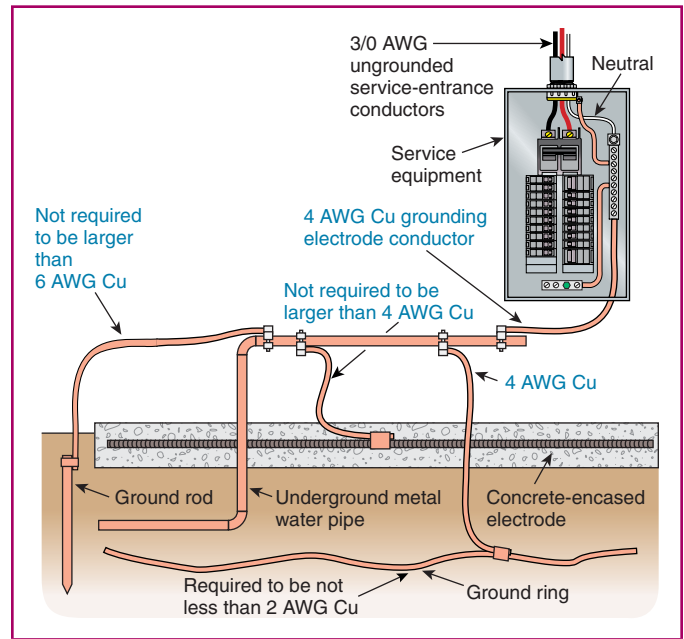 3/0 AWG
ungrounded
service-entrance
conductors
Neutral
Service
equipment
Not required
to be larger
than
6 AWG Cu
4 AWG Cu grounding
electrode conductor
Not required to be
larger than 4 AWG Cu
4 AWG Cu
Ground rod
Underground metal
water pipe
Concrete-encased
electrode
Required to be not
less than 2 AWG Cu
Ground ring